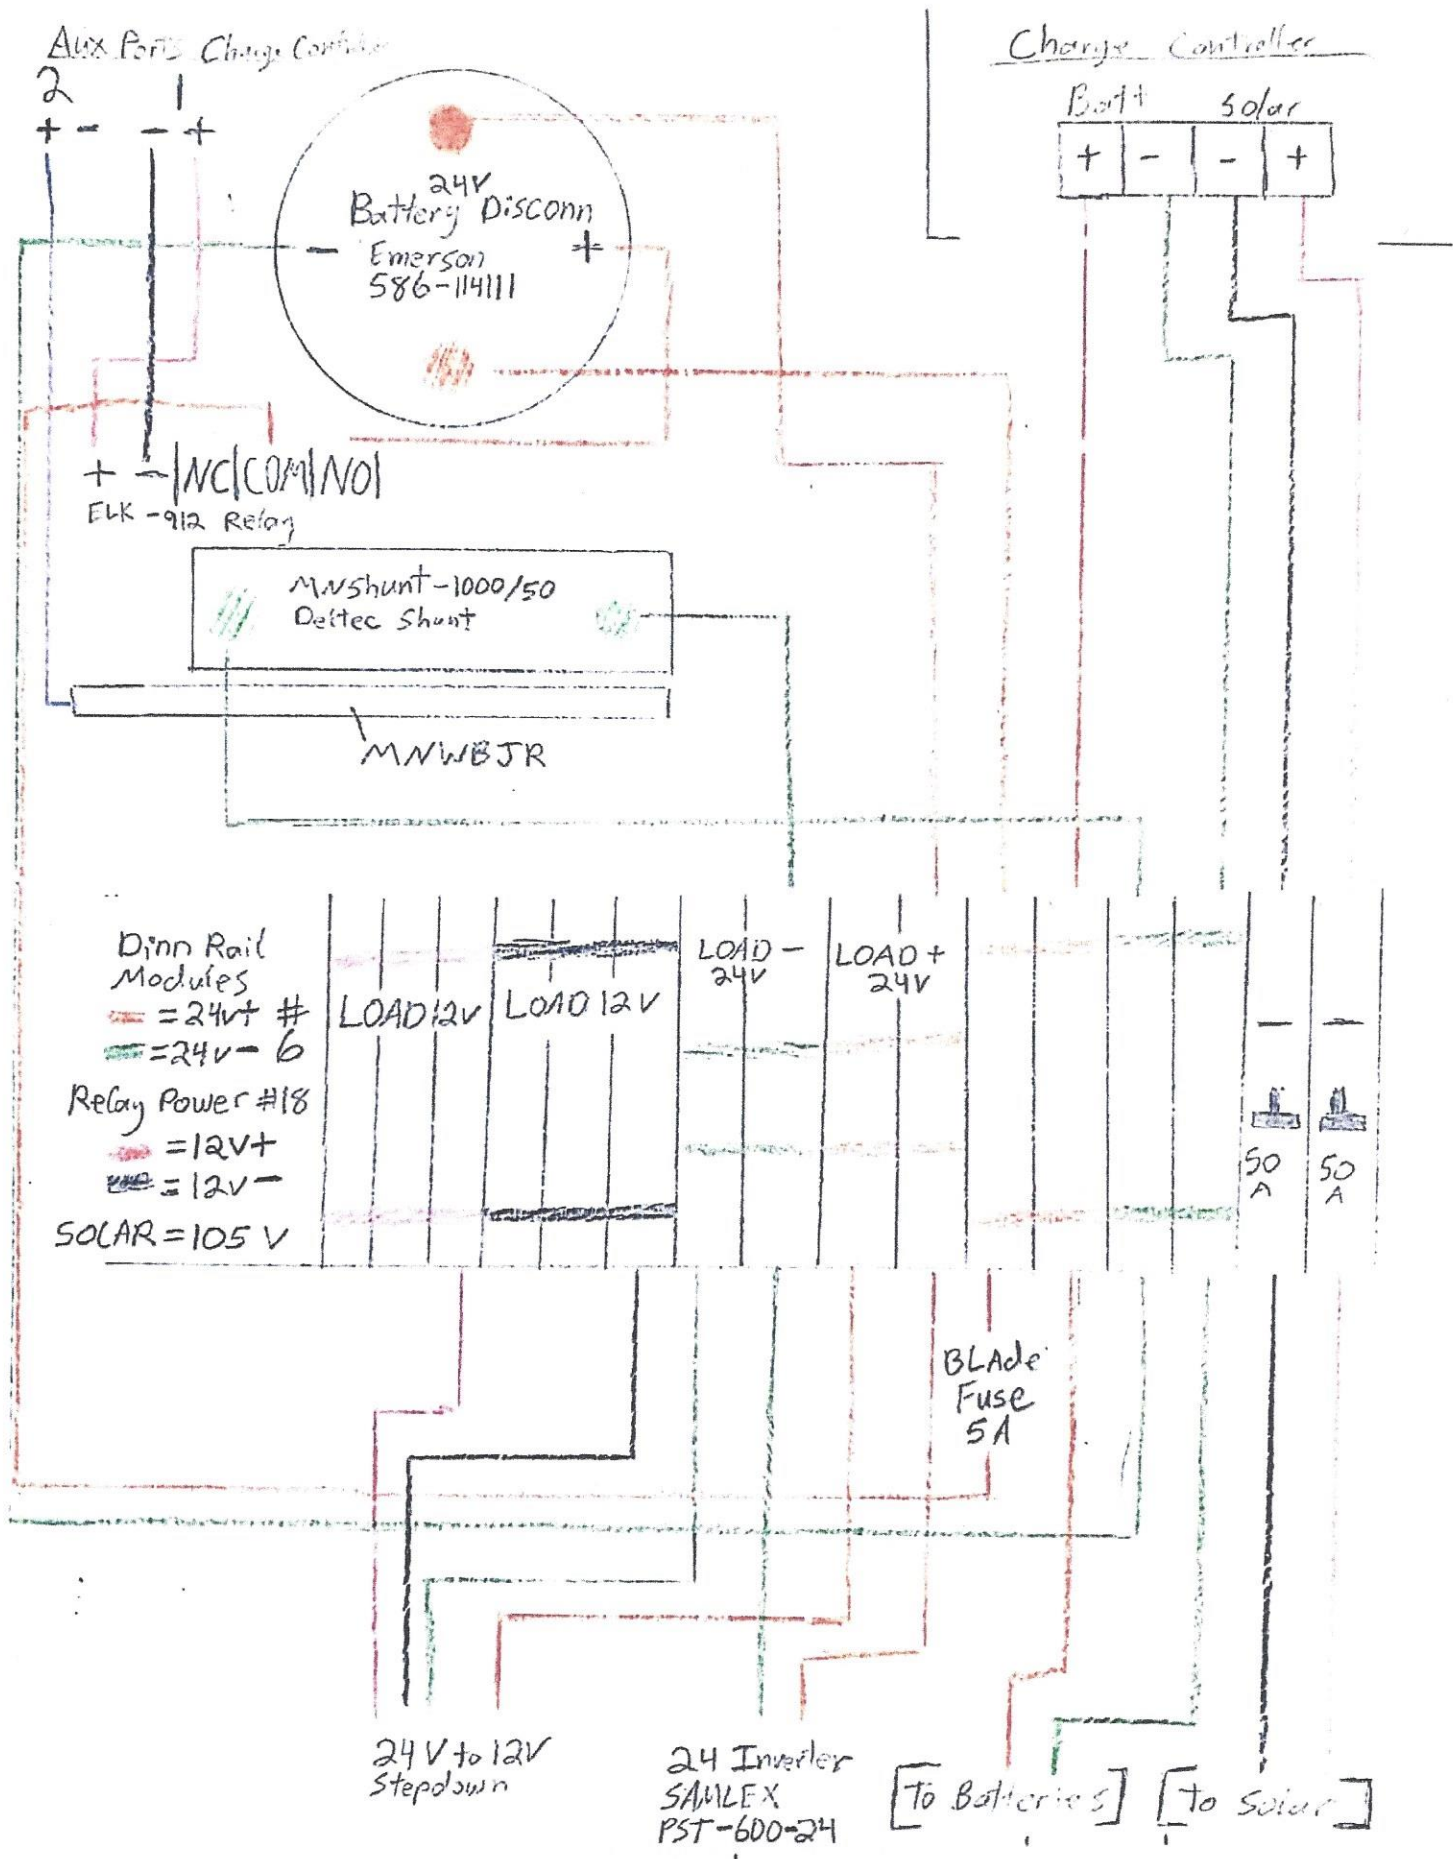 Aux Ports Charge Controller
2 1
+ - - +
Charge Controller
Batt Solar
+ - - +
24V
Battery Disconn
- Emerson +
586-114111
+ -|NC|COM|NO|
ELK-912 Relay
MNShunt-1000/50
Deltec Shunt
MNWBJR
Dinn Rail
Modules
= 24v+ #
= 24v- 6
Relay Power #18
= 12V+
= 12V-
SOLAR = 105 V
LOAD 12V
LOAD 12V
LOAD -
24V
LOAD +
24V
50
A
50
A
BLAde
Fuse
5A
24V to 12V
Stepdown
24 Inverter
SAMLEX
PST-600-24
[To Batteries]
[To Solar]